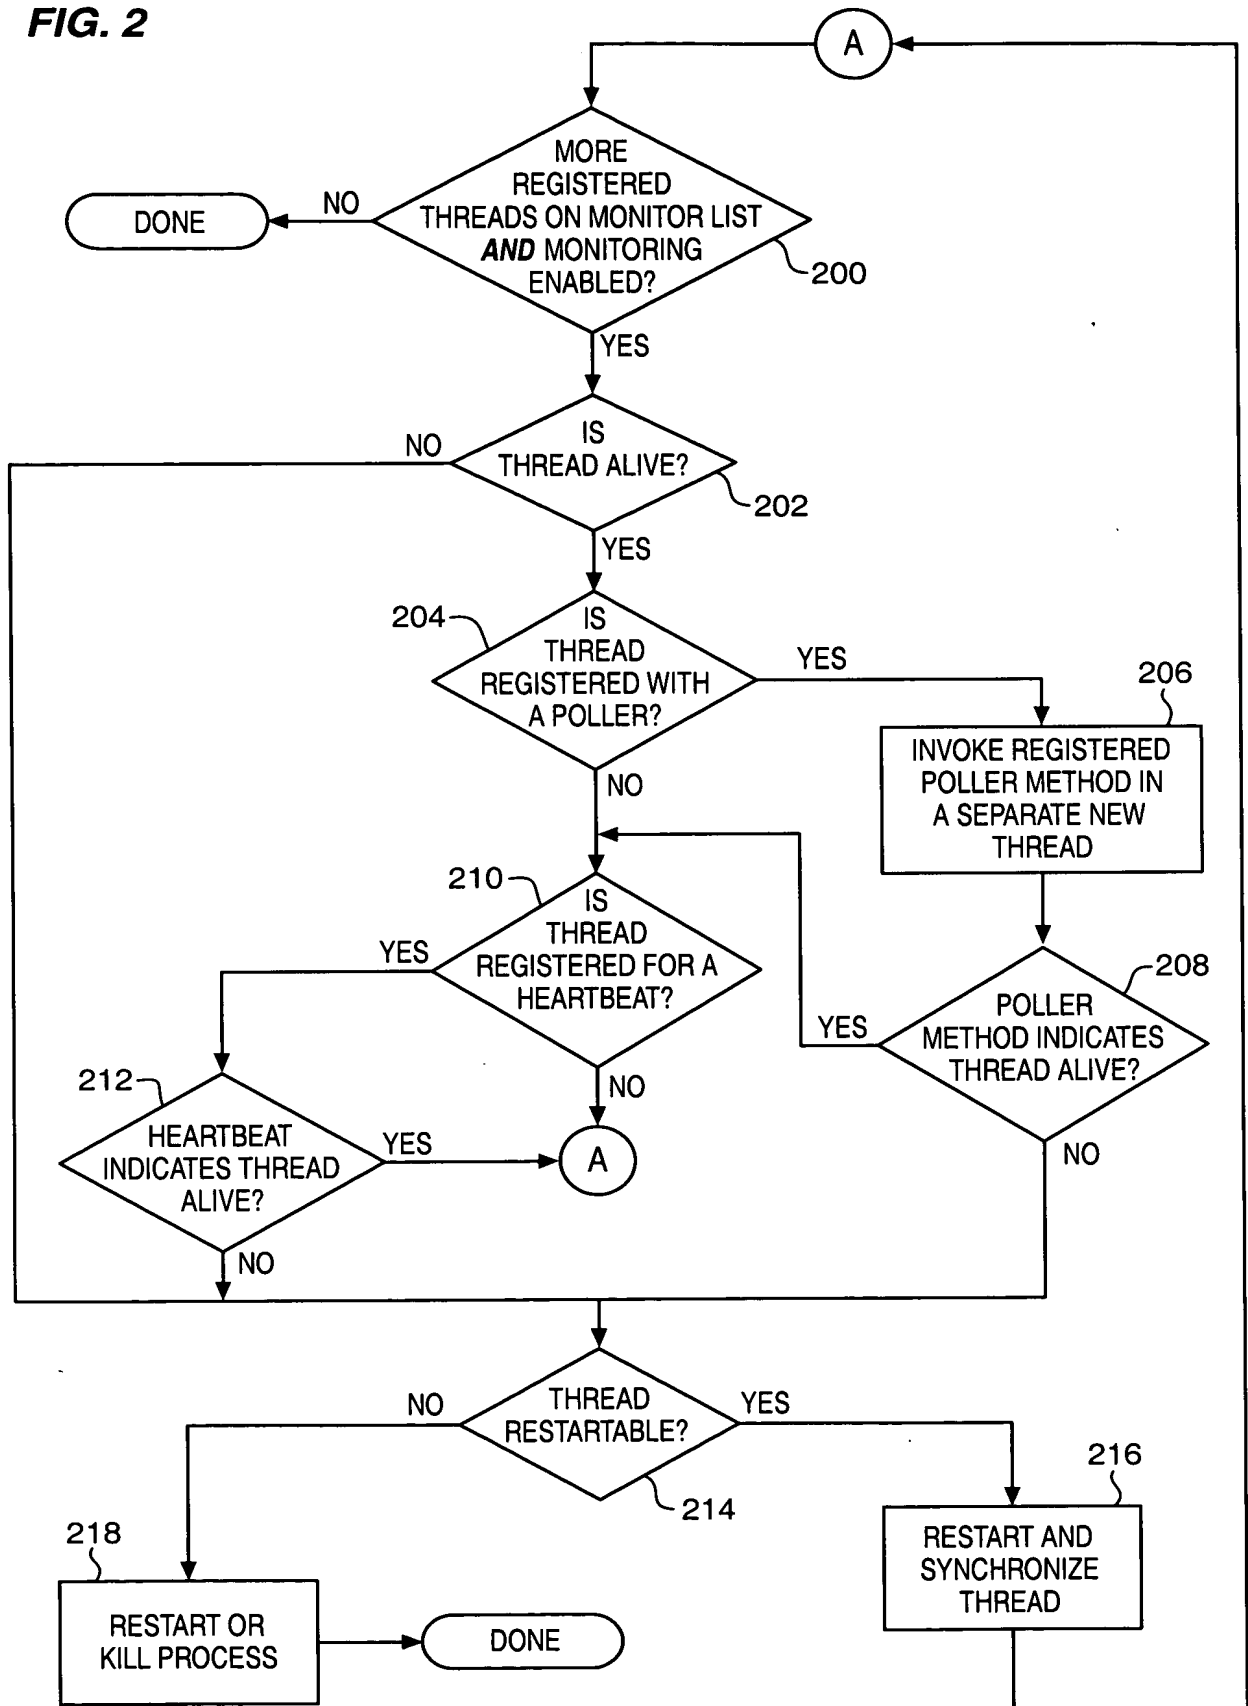 FIG. 2
A
MORE
REGISTERED
THREADS ON MONITOR LIST
AND MONITORING
ENABLED?
200
NO
DONE
YES
IS
THREAD ALIVE?
202
NO
YES
204
IS
THREAD
REGISTERED WITH
A POLLER?
YES
206
INVOKE REGISTERED
POLLER METHOD IN
A SEPARATE NEW
THREAD
NO
210
IS
THREAD
REGISTERED FOR A
HEARTBEAT?
YES
208
POLLER
METHOD INDICATES
THREAD ALIVE?
YES
NO
NO
212
HEARTBEAT
INDICATES THREAD
ALIVE?
YES
A
NO
THREAD
RESTARTABLE?
214
NO
YES
216
RESTART AND
SYNCHRONIZE
THREAD
218
RESTART OR
KILL PROCESS
DONE